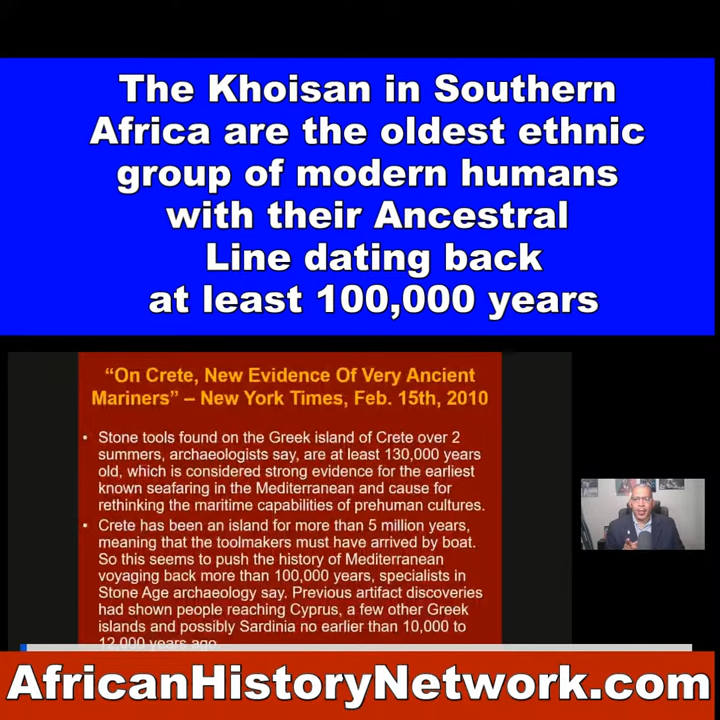 The Khoisan in Southern
Africa are the oldest ethnic
group of modern humans
with their Ancestral
Line dating back
at least 100,000 years
“On Crete, New Evidence Of Very Ancient
Mariners” – New York Times, Feb. 15th, 2010
• Stone tools found on the Greek island of Crete over 2
summers, archaeologists say, are at least 130,000 years
old, which is considered strong evidence for the earliest
known seafaring in the Mediterranean and cause for
rethinking the maritime capabilities of prehuman cultures.
• Crete has been an island for more than 5 million years,
meaning that the toolmakers must have arrived by boat.
So this seems to push the history of Mediterranean
voyaging back more than 100,000 years, specialists in
Stone Age archaeology say. Previous artifact discoveries
had shown people reaching Cyprus, a few other Greek
islands and possibly Sardinia no earlier than 10,000 to
12,000 years ago.
AfricanHistoryNetwork.com